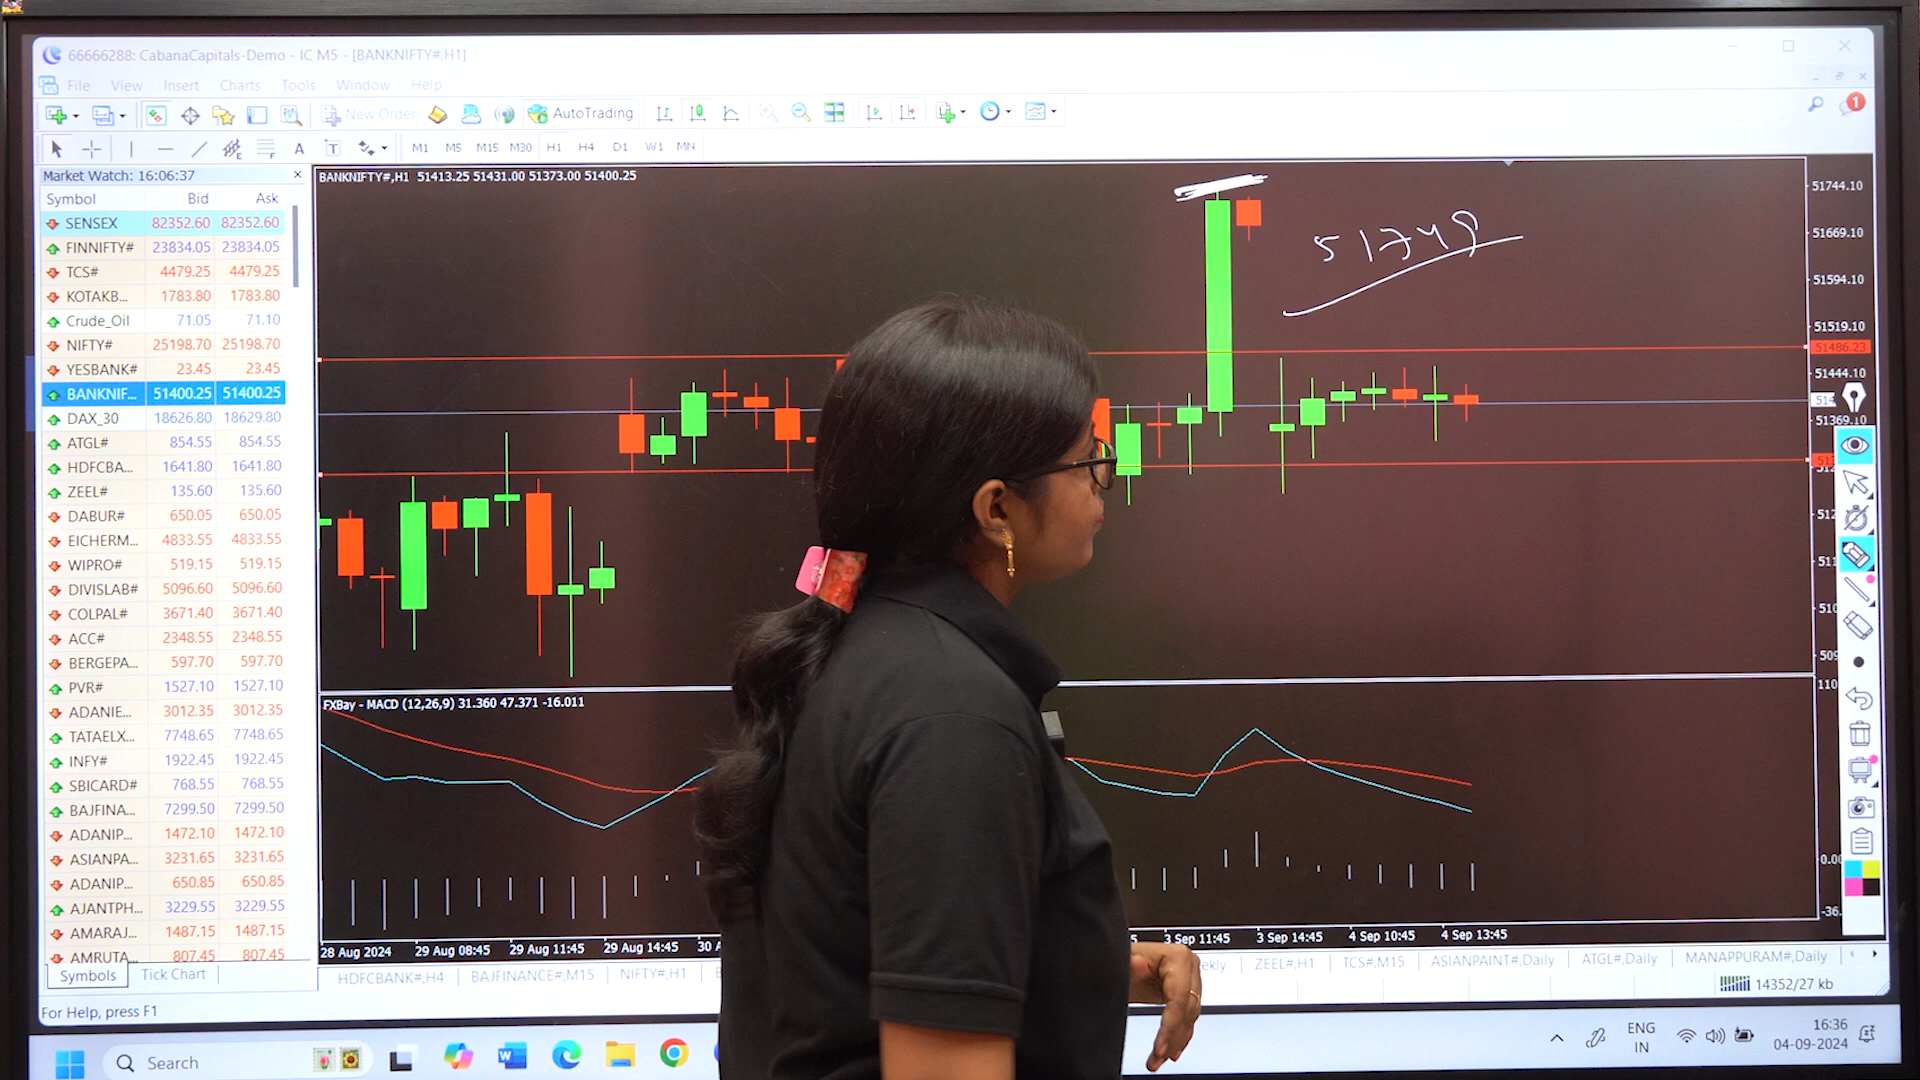 66666288: CabanaCapitals-Demo - IC M5 - [BANKNIFTY#,H1]
File View Insert Charts Tools Window Help
New Order AutoTrading
M1 M5 M15 M30 H1 H4 D1 W1 MN
Market Watch: 16:06:37
Symbol Bid Ask
SENSEX 82352.60 82352.60
FINNIFTY# 23834.05 23834.05
TCS# 4479.25 4479.25
KOTAKB... 1783.80 1783.80
Crude_Oil 71.05 71.10
NIFTY# 25198.70 25198.70
YESBANK# 23.45 23.45
BANKNIF... 51400.25 51400.25
DAX_30 18626.80 18629.80
ATGL# 854.55 854.55
HDFCBA... 1641.80 1641.80
ZEEL# 135.60 135.60
DABUR# 650.05 650.05
EICHERM... 4833.55 4833.55
WIPRO# 519.15 519.15
DIVISLAB# 5096.60 5096.60
COLPAL# 3671.40 3671.40
ACC# 2348.55 2348.55
BERGEPA... 597.70 597.70
PVR# 1527.10 1527.10
ADANIE... 3012.35 3012.35
TATAELX... 7748.65 7748.65
INFY# 1922.45 1922.45
SBICARD# 768.55 768.55
BAJFINA... 7299.50 7299.50
ADANIP... 1472.10 1472.10
ASIANPA... 3231.65 3231.65
ADANIP... 650.85 650.85
AJANTPH... 3229.55 3229.55
AMARAJ... 1487.15 1487.15
AMRUTA... 807.45 807.45
Symbols Tick Chart
BANKNIFTY#,H1 51413.25 51431.00 51373.00 51400.25
51749
51744.10
51669.10
51594.10
51519.10
51486.23
51444.10
51369.10
FXBay - MACD (12,26,9) 31.360 47.371 -16.011
110
0.00
-36.
28 Aug 2024 29 Aug 08:45 29 Aug 11:45 29 Aug 14:45 30 A 3 Sep 11:45 3 Sep 14:45 4 Sep 10:45 4 Sep 13:45
HDFCBANK#,H4 BAJFINANCE#,M15 NIFTY#,H1 ekly ZEEL#,H1 TCS#,M15 ASIANPAINT#,Daily ATGL#,Daily MANAPPURAM#,Daily
For Help, press F1 14352/27 kb
Search
ENG
IN
16:36
04-09-2024
1